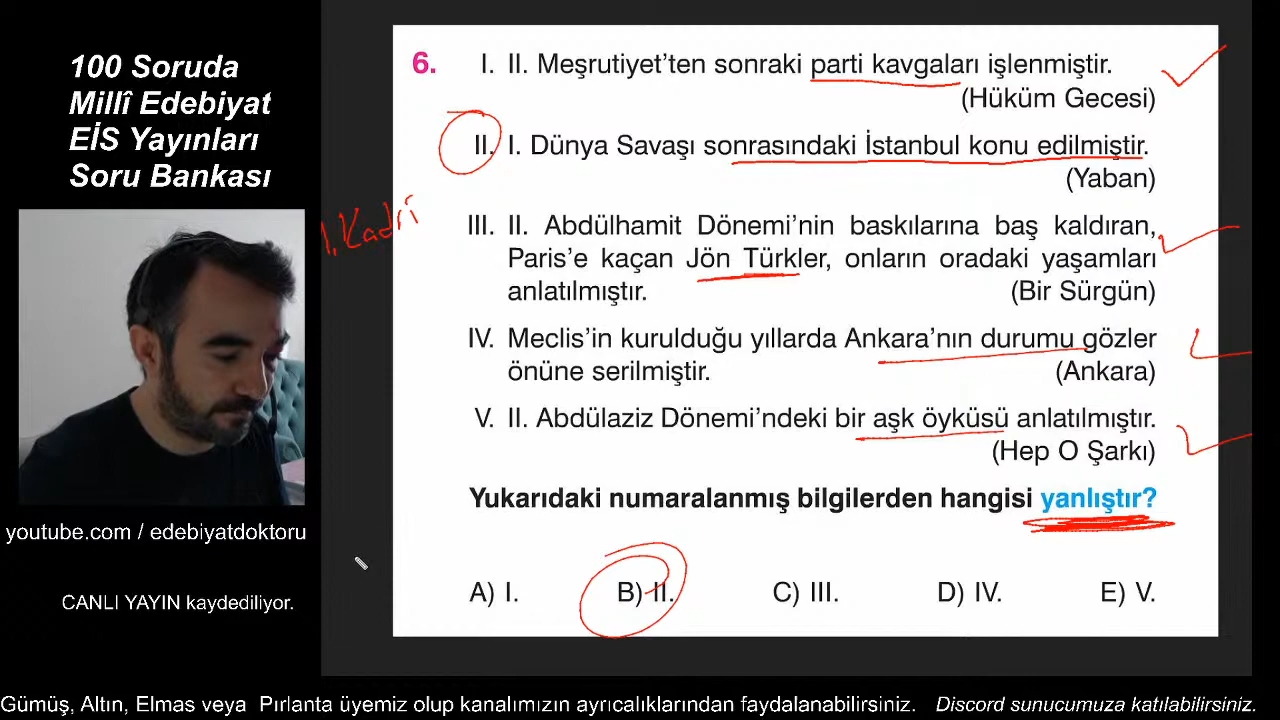 100 Soruda
Millî Edebiyat
EİS Yayınları
Soru Bankası
youtube.com / edebiyatdoktoru
CANLI YAYIN kaydediliyor.
6. I. II. Meşrutiyet'ten sonraki parti kavgaları işlenmiştir.
(Hüküm Gecesi)
II. I. Dünya Savaşı sonrasındaki İstanbul konu edilmiştir.
(Yaban)
III. II. Abdülhamit Dönemi'nin baskılarına baş kaldıran,
Paris'e kaçan Jön Türkler, onların oradaki yaşamları
anlatılmıştır. (Bir Sürgün)
IV. Meclis'in kurulduğu yıllarda Ankara'nın durumu gözler
önüne serilmiştir. (Ankara)
V. II. Abdülaziz Dönemi'ndeki bir aşk öyküsü anlatılmıştır.
(Hep O Şarkı)
Yukarıdaki numaralanmış bilgilerden hangisi yanlıştır?
A) I. B) II. C) III. D) IV. E) V.
Kadri
Gümüş, Altın, Elmas veya Pırlanta üyemiz olup kanalımızın ayrıcalıklarından faydalanabilirsiniz. Discord sunucumuza katılabilirsiniz.